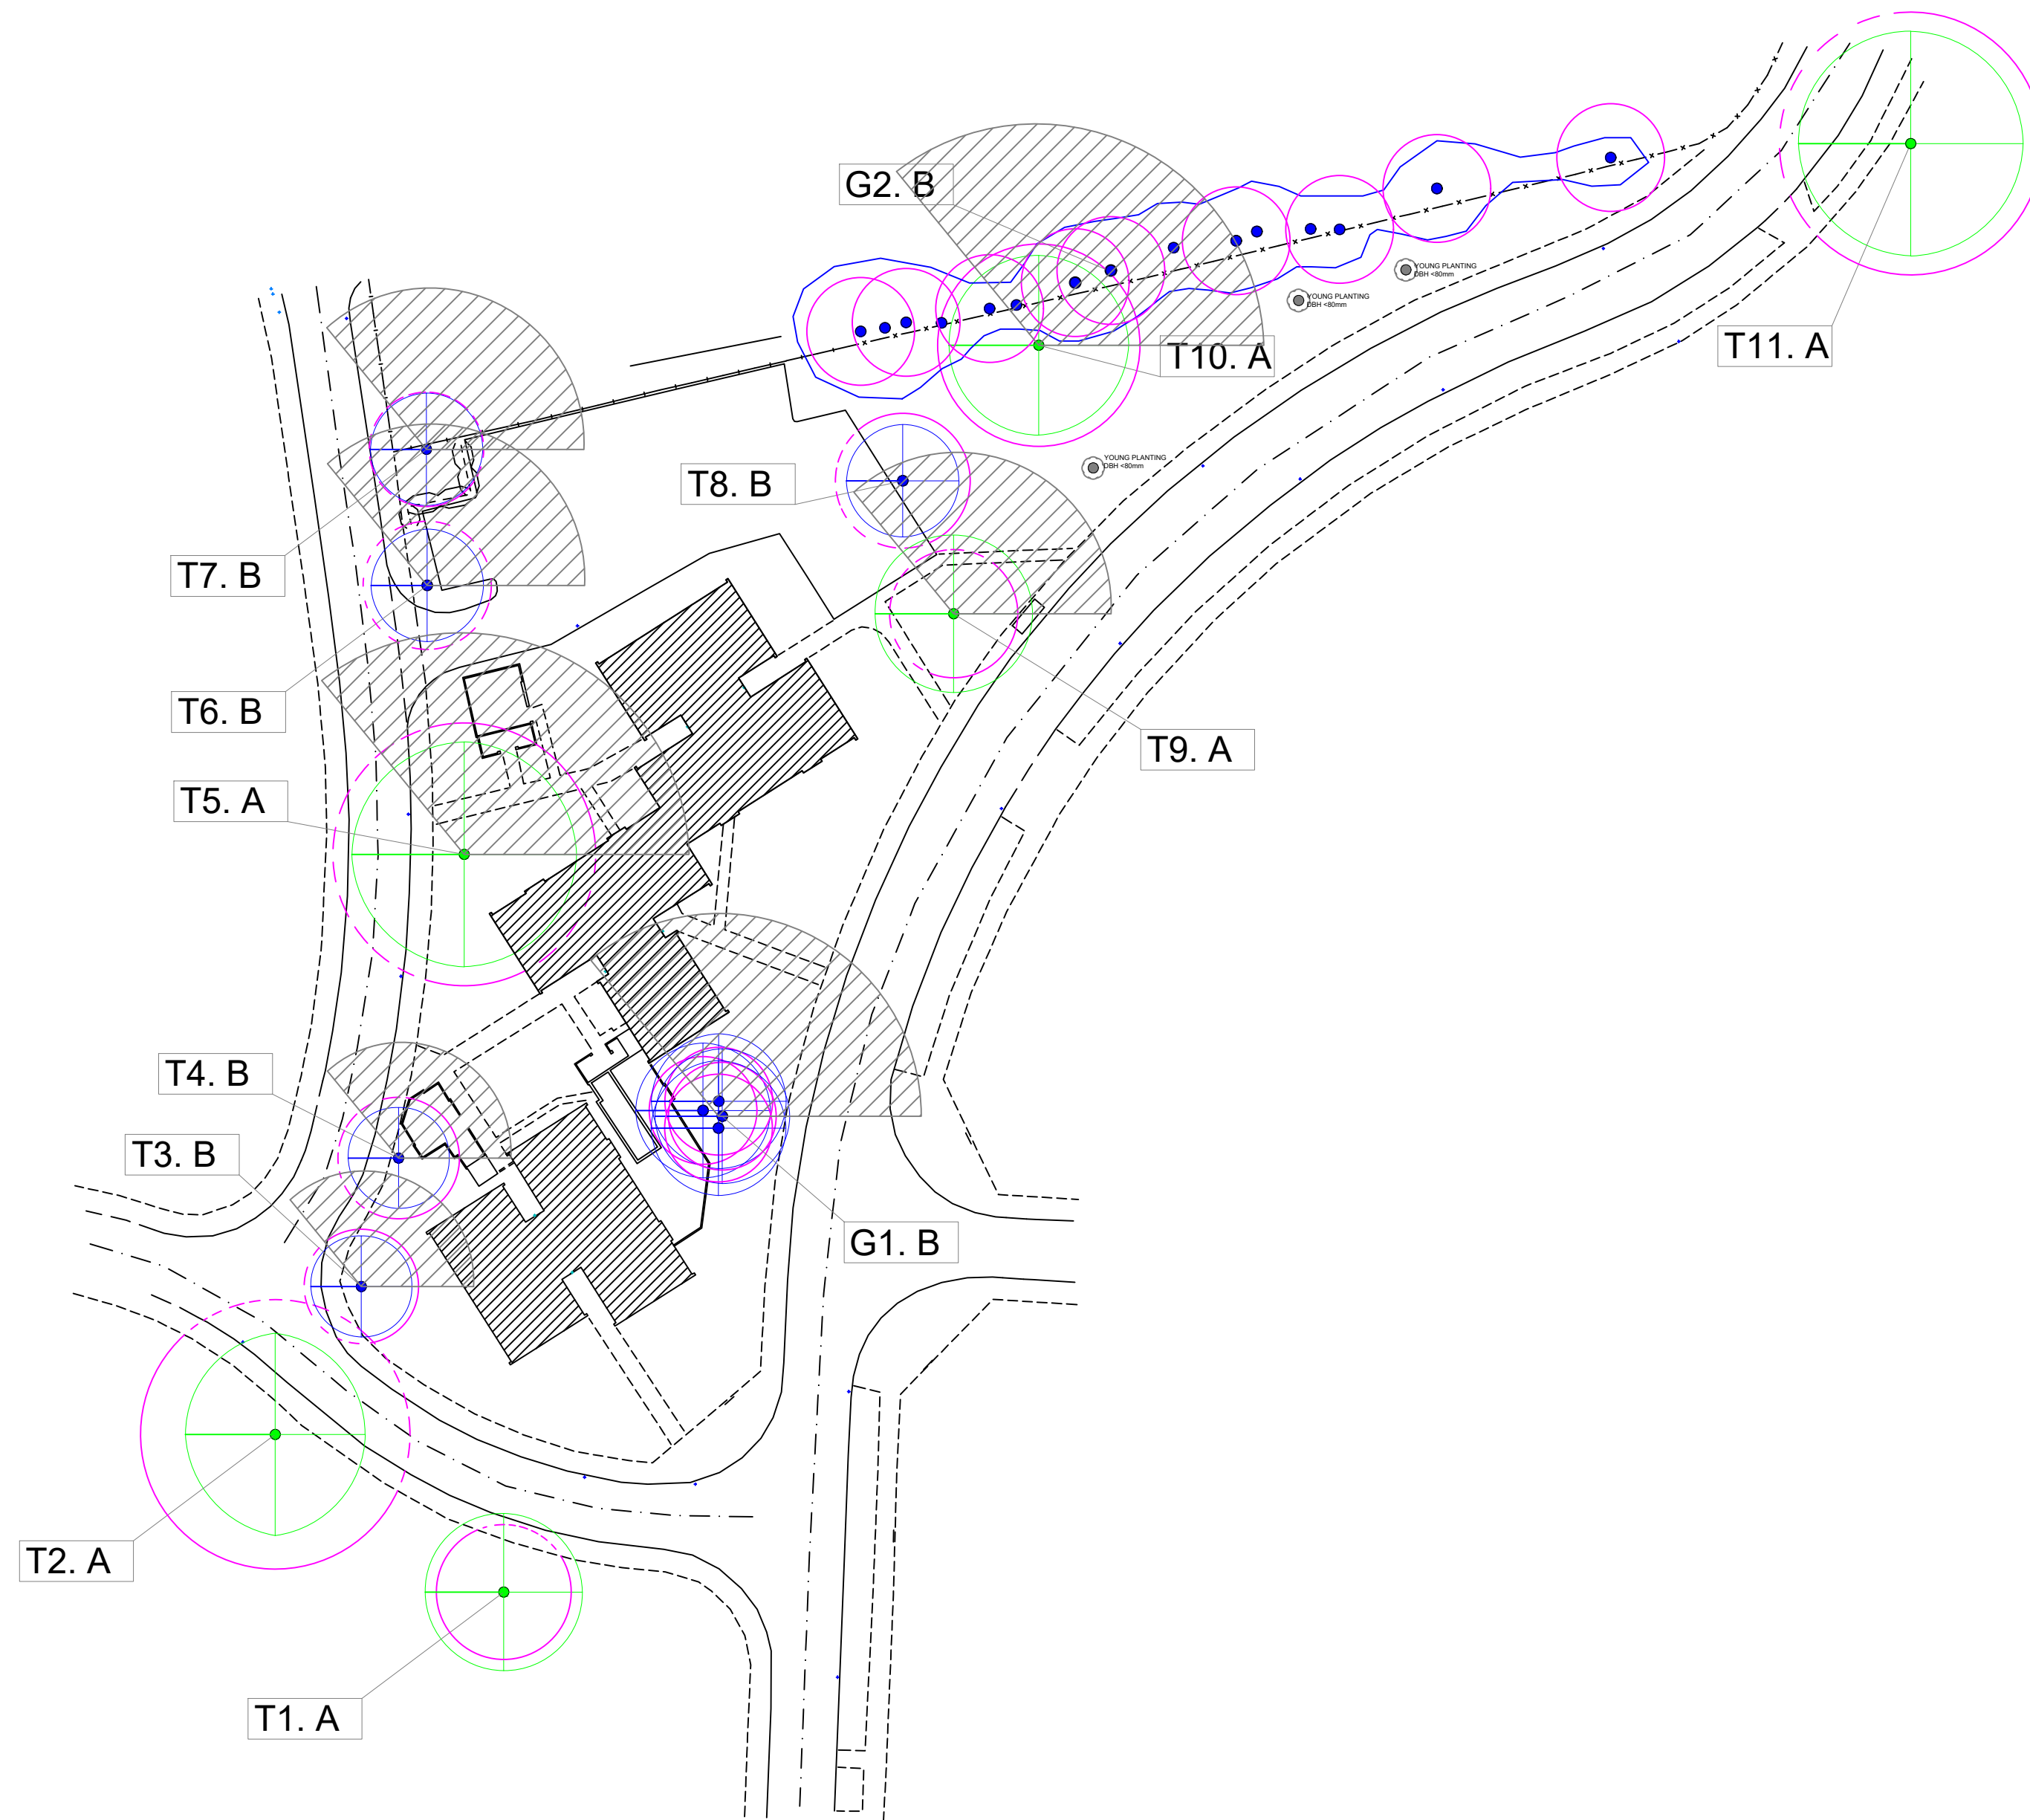 G2. B
YOUNG PLANTING
DBH <80mm
YOUNG PLANTING
DBH <80mm
T10. A
T11. A
YOUNG PLANTING
DBH <80mm
T8. B
T7. B
T6. B
T9. A
T5. A
T4. B
T3. B
G1. B
T2. A
T1. A